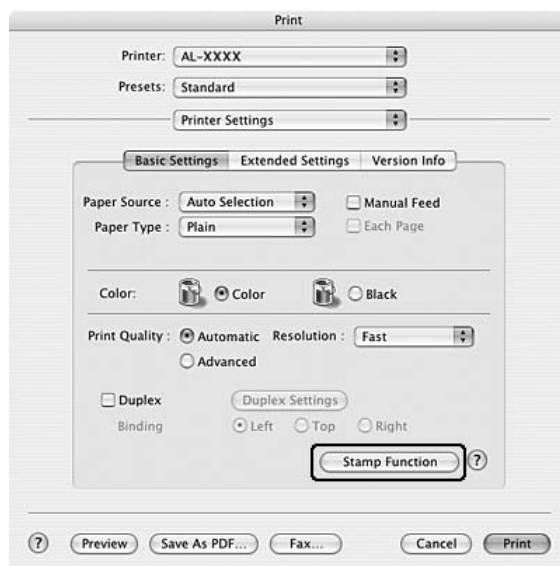 Print
Printer: AL-XXXX
Presets: Standard
Printer Settings
Basic Settings Extended Settings Version Info
Paper Source : Auto Selection Manual Feed
Paper Type : Plain Each Page
Color: Color Black
Print Quality : Automatic Resolution : Fast
Advanced
Duplex Duplex Settings
Binding Left Top Right
Stamp Function ?
? Preview Save As PDF... Fax... Cancel Print